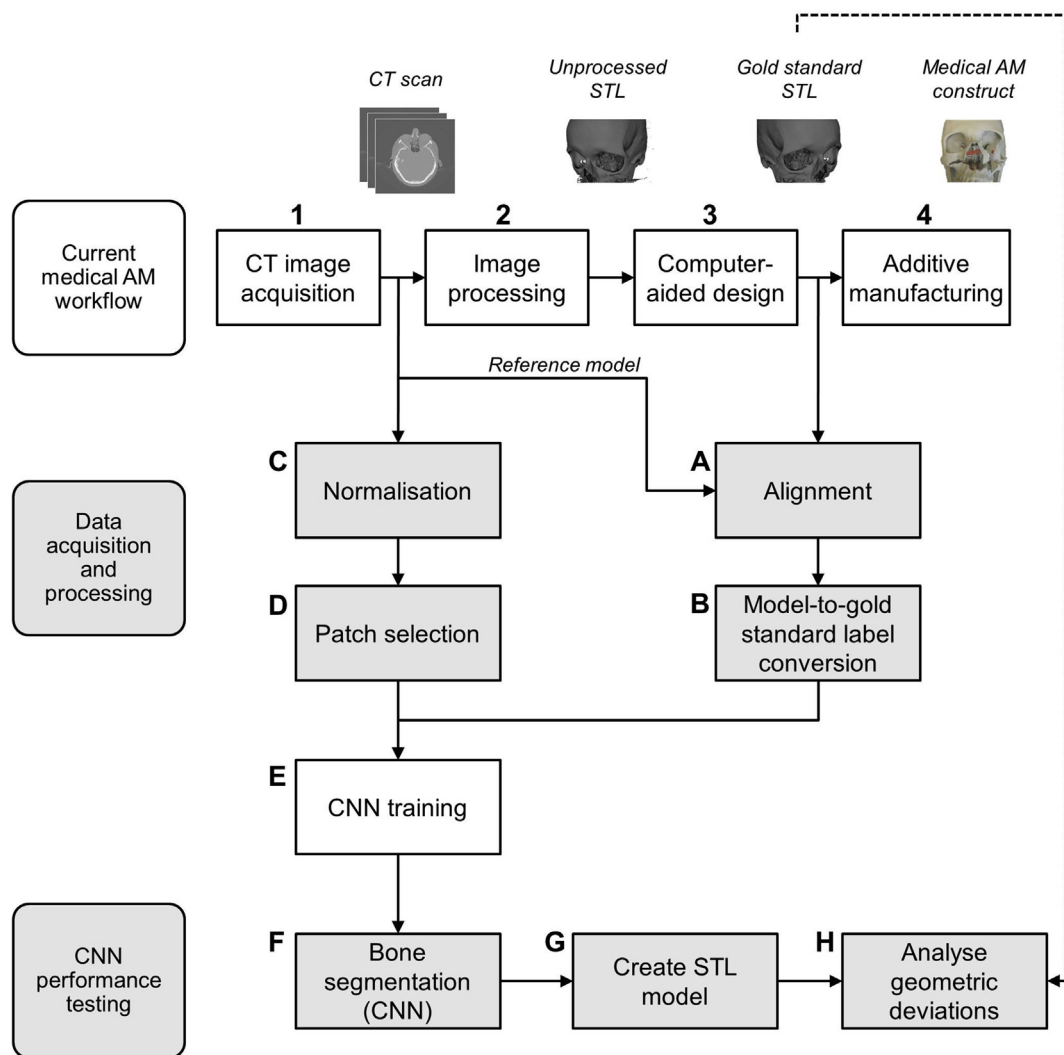 CT scan
Unprocessed
STL
Gold standard
STL
Medical AM
construct
Current
medical AM
workflow
1
CT image
acquisition
2
Image
processing
3
Computer-
aided design
4
Additive
manufacturing
Reference model
Data
acquisition
and
processing
C
Normalisation
A
Alignment
D
Patch selection
B
Model-to-gold
standard label
conversion
E
CNN training
CNN
performance
testing
F
Bone
segmentation
(CNN)
G
Create STL
model
H
Analyse
geometric
deviations